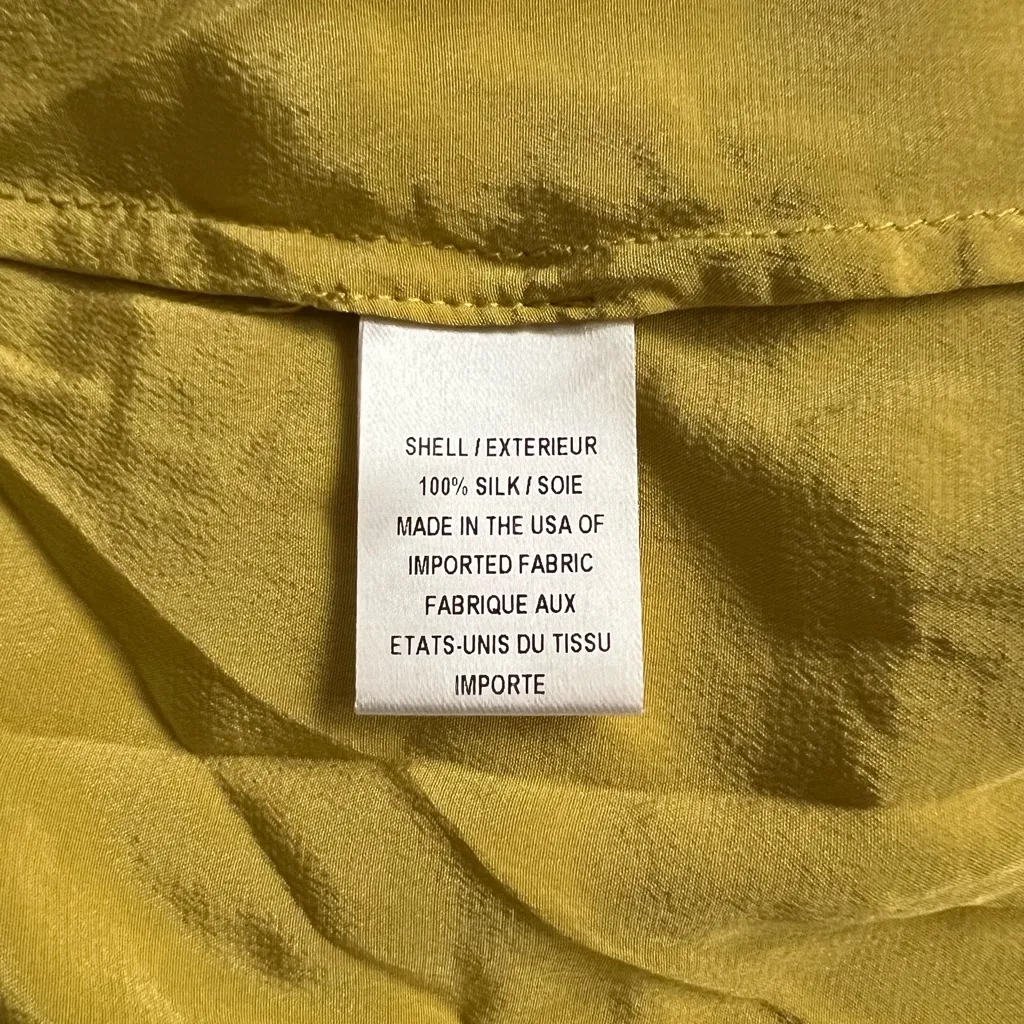 SHELL / EXTERIEUR
100% SILK / SOIE
MADE IN THE USA OF
IMPORTED FABRIC
FABRIQUE AUX
ETATS-UNIS DU TISSU
IMPORTE